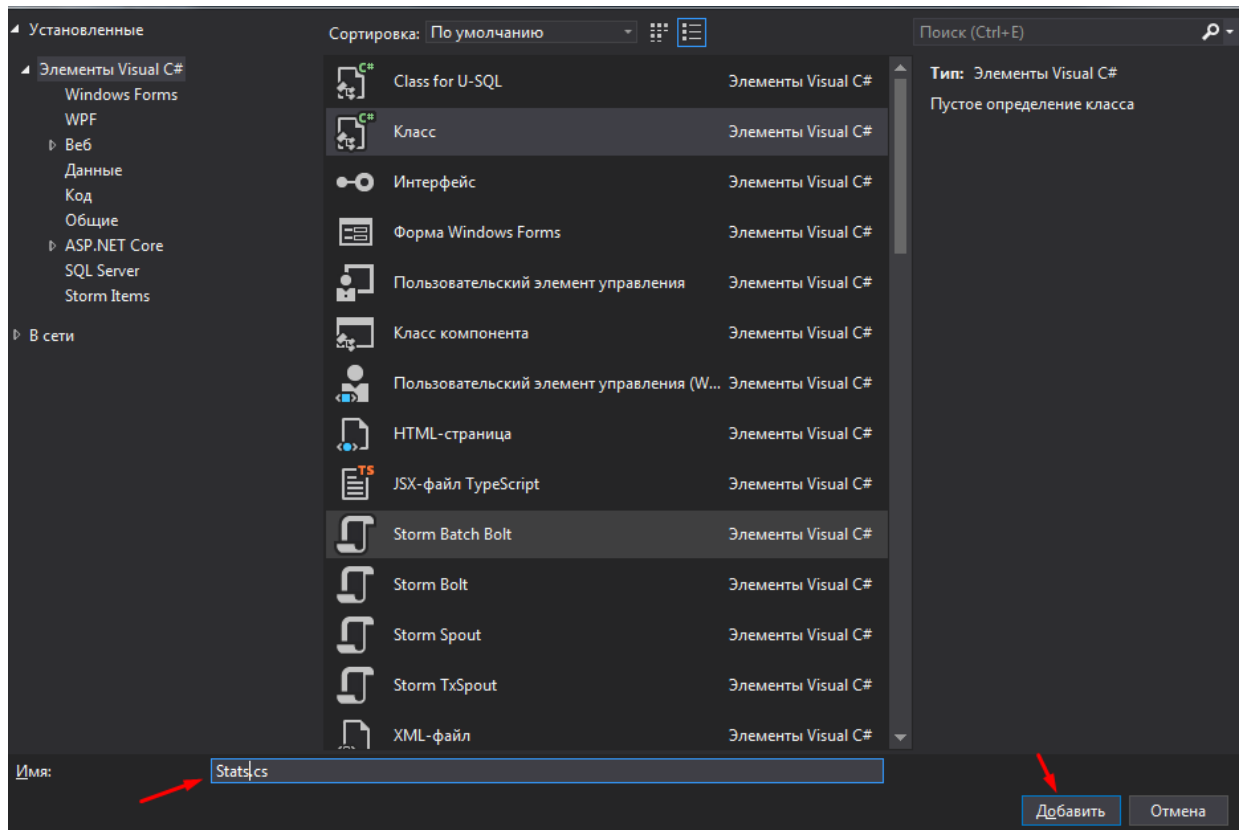 Установленные
Элементы Visual C#
Windows Forms
WPF
Веб
Данные
Код
Общие
ASP.NET Core
SQL Server
Storm Items
В сети
Сортировка: По умолчанию
Class for U-SQL Элементы Visual C#
Класс Элементы Visual C#
Интерфейс Элементы Visual C#
Форма Windows Forms Элементы Visual C#
Пользовательский элемент управления Элементы Visual C#
Класс компонента Элементы Visual C#
Пользовательский элемент управления (W... Элементы Visual C#
HTML-страница Элементы Visual C#
TS
JSX-файл TypeScript Элементы Visual C#
Storm Batch Bolt Элементы Visual C#
Storm Bolt Элементы Visual C#
Storm Spout Элементы Visual C#
Storm TxSpout Элементы Visual C#
XML-файл Элементы Visual C#
Поиск (Ctrl+E)
Тип: Элементы Visual C#
Пустое определение класса
Имя: Stats.cs
Добавить Отмена